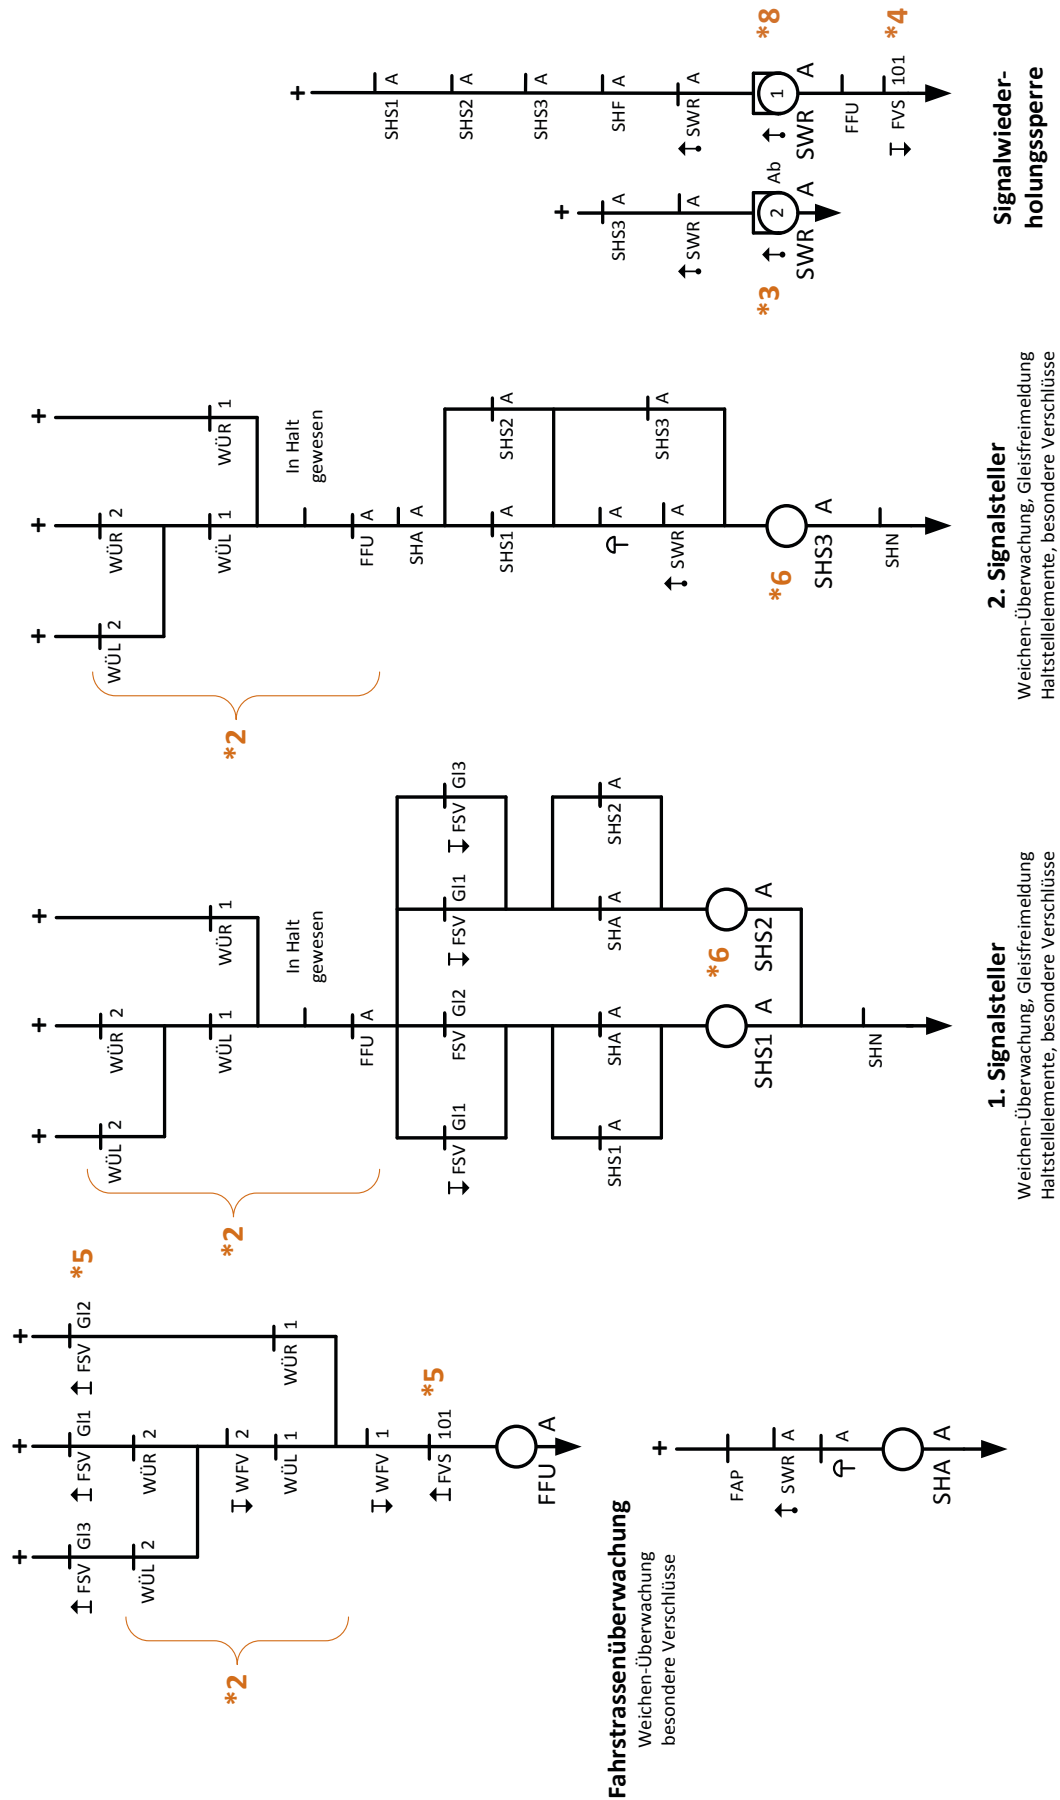 +
+
+
FSV Gl3
FSV Gl1
FSV Gl2
*5
WÜL 2
WÜR 2
WFV 2
WÜL 1
WÜR 1
*2
WFV 1
FVS 101
*5
FFU A
Fahrstrassenüberwachung
Weichen-Überwachung
besondere Verschlüsse
+
FAP
SWR A
A
SHA A
+
+
+
WÜL 2
WÜR 2
WÜL 1
WÜR 1
*2
In Halt
gewesen
FFU A
FSV Gl1
FSV Gl2
FSV Gl1
FSV Gl3
SHS1 A
SHA A
SHA A
SHS2 A
SHS1 A
*6
SHS2 A
SHN
1. Signalsteller
Weichen-Überwachung, Gleisfreimeldung
Haltstellelemente, besondere Verschlüsse
+
+
+
WÜL 2
WÜR 2
WÜL 1
WÜR 1
*2
In Halt
gewesen
FFU A
SHA A
SHS1 A
SHS2 A
A
SWR A
SHS3 A
*6
SHS3 A
SHN
2. Signalsteller
Weichen-Überwachung, Gleisfreimeldung
Haltstellelemente, besondere Verschlüsse
+
SHS3 A
SWR A
*3
2
Ab
SWR A
+
SHS1 A
SHS2 A
SHS3 A
SHF A
SWR A
1
*8
SWR A
FFU
FVS 101
*4
Signalwieder-
holungssperre